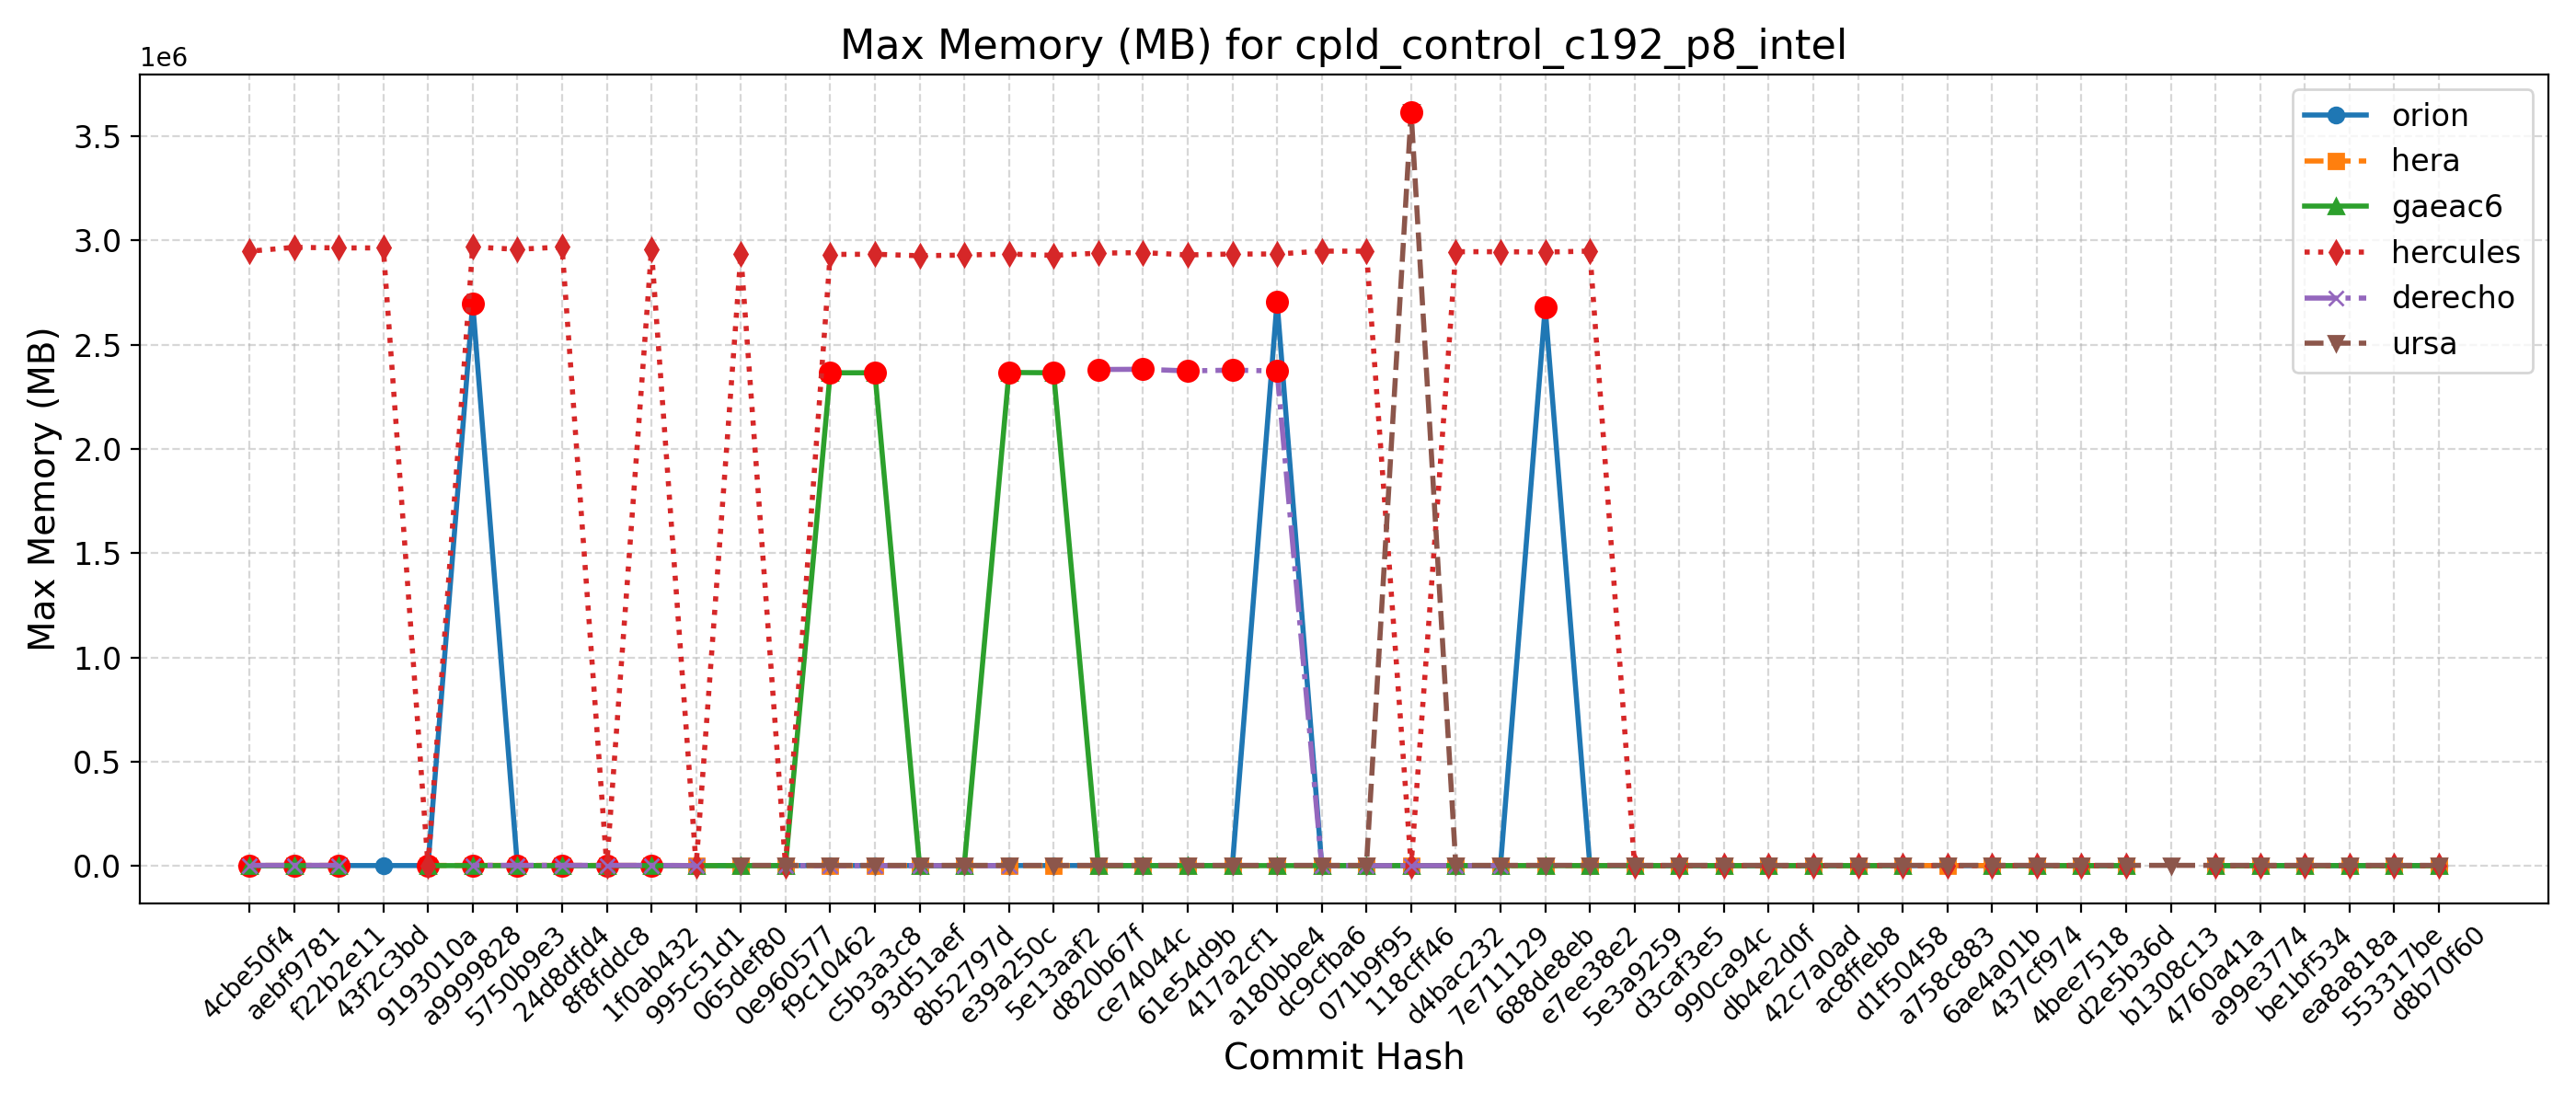 Max Memory (MB) for cpld_control_c192_p8_intel
1e6
3.5
3.0
2.5
2.0
1.5
1.0
0.5
0.0
Max Memory (MB)
orion
hera
gaeac6
hercules
derecho
ursa
4cbe50f4
aebf9781
f22b2e11
43f2c3bd
9193010a
a9999828
5750b9e3
24d8dfd4
8f8fddc8
1f0ab432
995c51d1
065def80
0e960577
f9c10462
c5b3a3c8
93d51aef
8b52797d
e39a250c
5e13aaf2
d820b67f
ce74044c
61e54d9b
417a2cf1
a180bbe4
dc9cfba6
071b9f95
118cff46
d4bac232
7e711129
688de8eb
e7ee38e2
5e3a9259
d3caf3e5
990ca94c
db4e2d0f
42c7a0ad
ac8ffeb8
d1f50458
a758c883
6ae4a01b
437cf974
4bee7518
d2e5b36d
b1308c13
4760a41a
a99e3774
be1bf534
ea8a818a
553317be
d8b70f60
Commit Hash